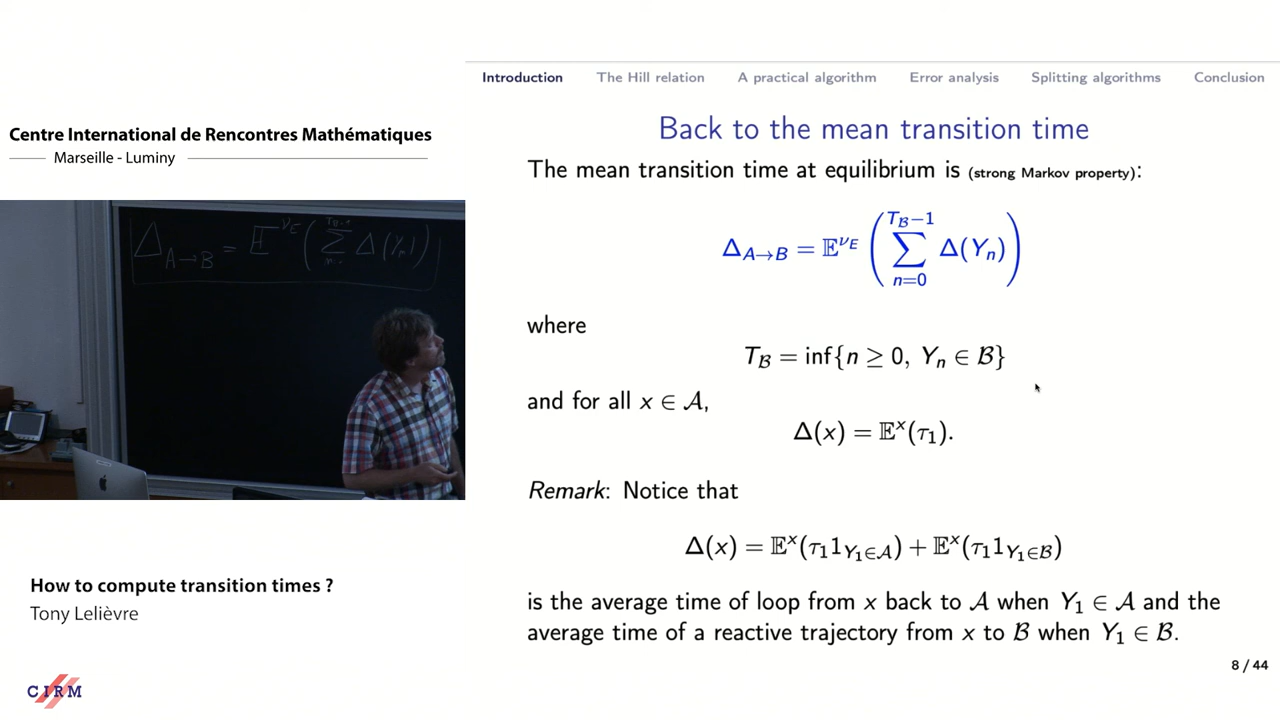 Introduction The Hill relation A practical algorithm Error analysis Splitting algorithms Conclusion
Centre International de Rencontres Mathématiques
Marseille - Luminy
Back to the mean transition time
The mean transition time at equilibrium is (strong Markov property):
Δ_{A→B} = 𝔼^{ν_E} ( ∑_{n=0}^{T_ℬ−1} Δ(Y_n) )
where
T_ℬ = inf{n ≥ 0, Y_n ∈ ℬ}
and for all x ∈ 𝒜,
Δ(x) = 𝔼^x(τ_1).
Remark: Notice that
Δ(x) = 𝔼^x(τ_1 1_{Y_1∈𝒜}) + 𝔼^x(τ_1 1_{Y_1∈ℬ})
is the average time of loop from x back to 𝒜 when Y_1 ∈ 𝒜 and the
average time of a reactive trajectory from x to ℬ when Y_1 ∈ ℬ.
8 / 44
Δ_{A→B} = 𝔼^{ν_E} ( ∑ Δ(Y_n) )
How to compute transition times ?
Tony Lelièvre
CIRM